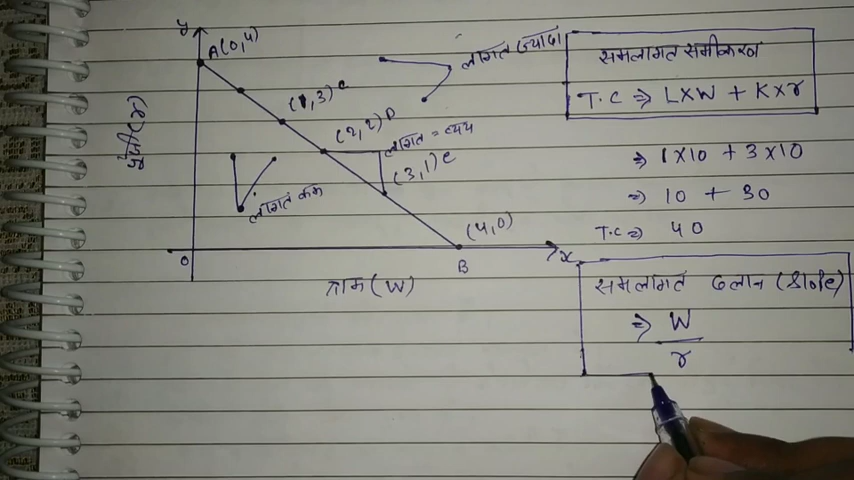 y
A(0,4)
(1,3) c
(2,2) D
(3,1) e
(4,0)
लागत ज्यादा
लागत = व्यय
लागत कम
पूंजी (r)
0
B
x
श्राम (W)
समलागत समीकरण
T.C ⇒ L×W + K×r
⇒ 1×10 + 3×10
⇒ 10 + 30
T.C ⇒ 40
समलागत ढलान (Slope)
⇒ W
r